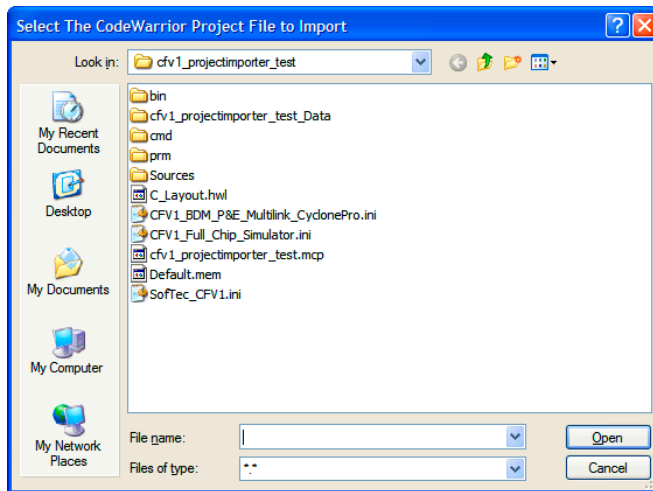 Select The CodeWarrior Project File to Import
Look in: cfv1_projectimporter_test
My Recent
Documents
Desktop
My Documents
My Computer
My Network
Places
bin
cfv1_projectimporter_test_Data
cmd
prm
Sources
C_Layout.hwl
CFV1_BDM_P&E_Multilink_CyclonePro.ini
CFV1_Full_Chip_Simulator.ini
cfv1_projectimporter_test.mcp
Default.mem
SofTec_CFV1.ini
File name: Open
Files of type: *.* Cancel